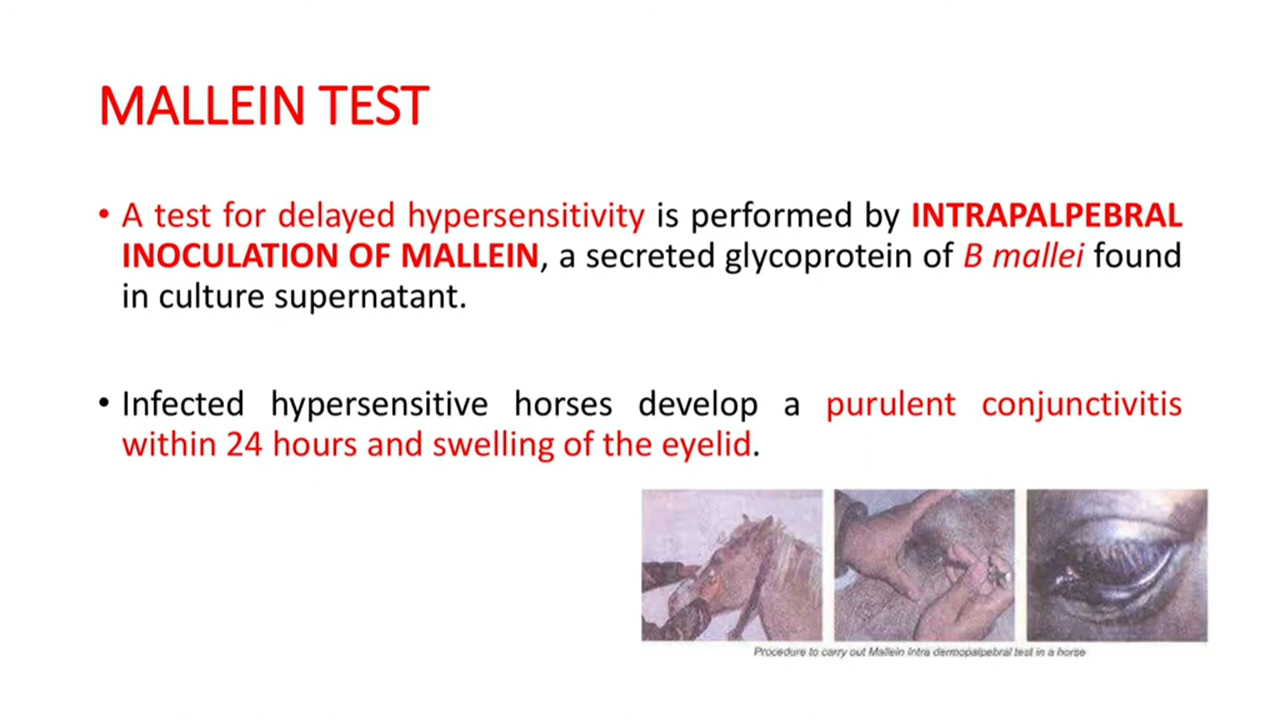 MALLEIN TEST
• A test for delayed hypersensitivity is performed by INTRAPALPEBRAL
INOCULATION OF MALLEIN, a secreted glycoprotein of B mallei found
in culture supernatant.
• Infected hypersensitive horses develop a purulent conjunctivitis
within 24 hours and swelling of the eyelid.
Procedure to carry out Mallein Intra dermopalpebral test in a horse